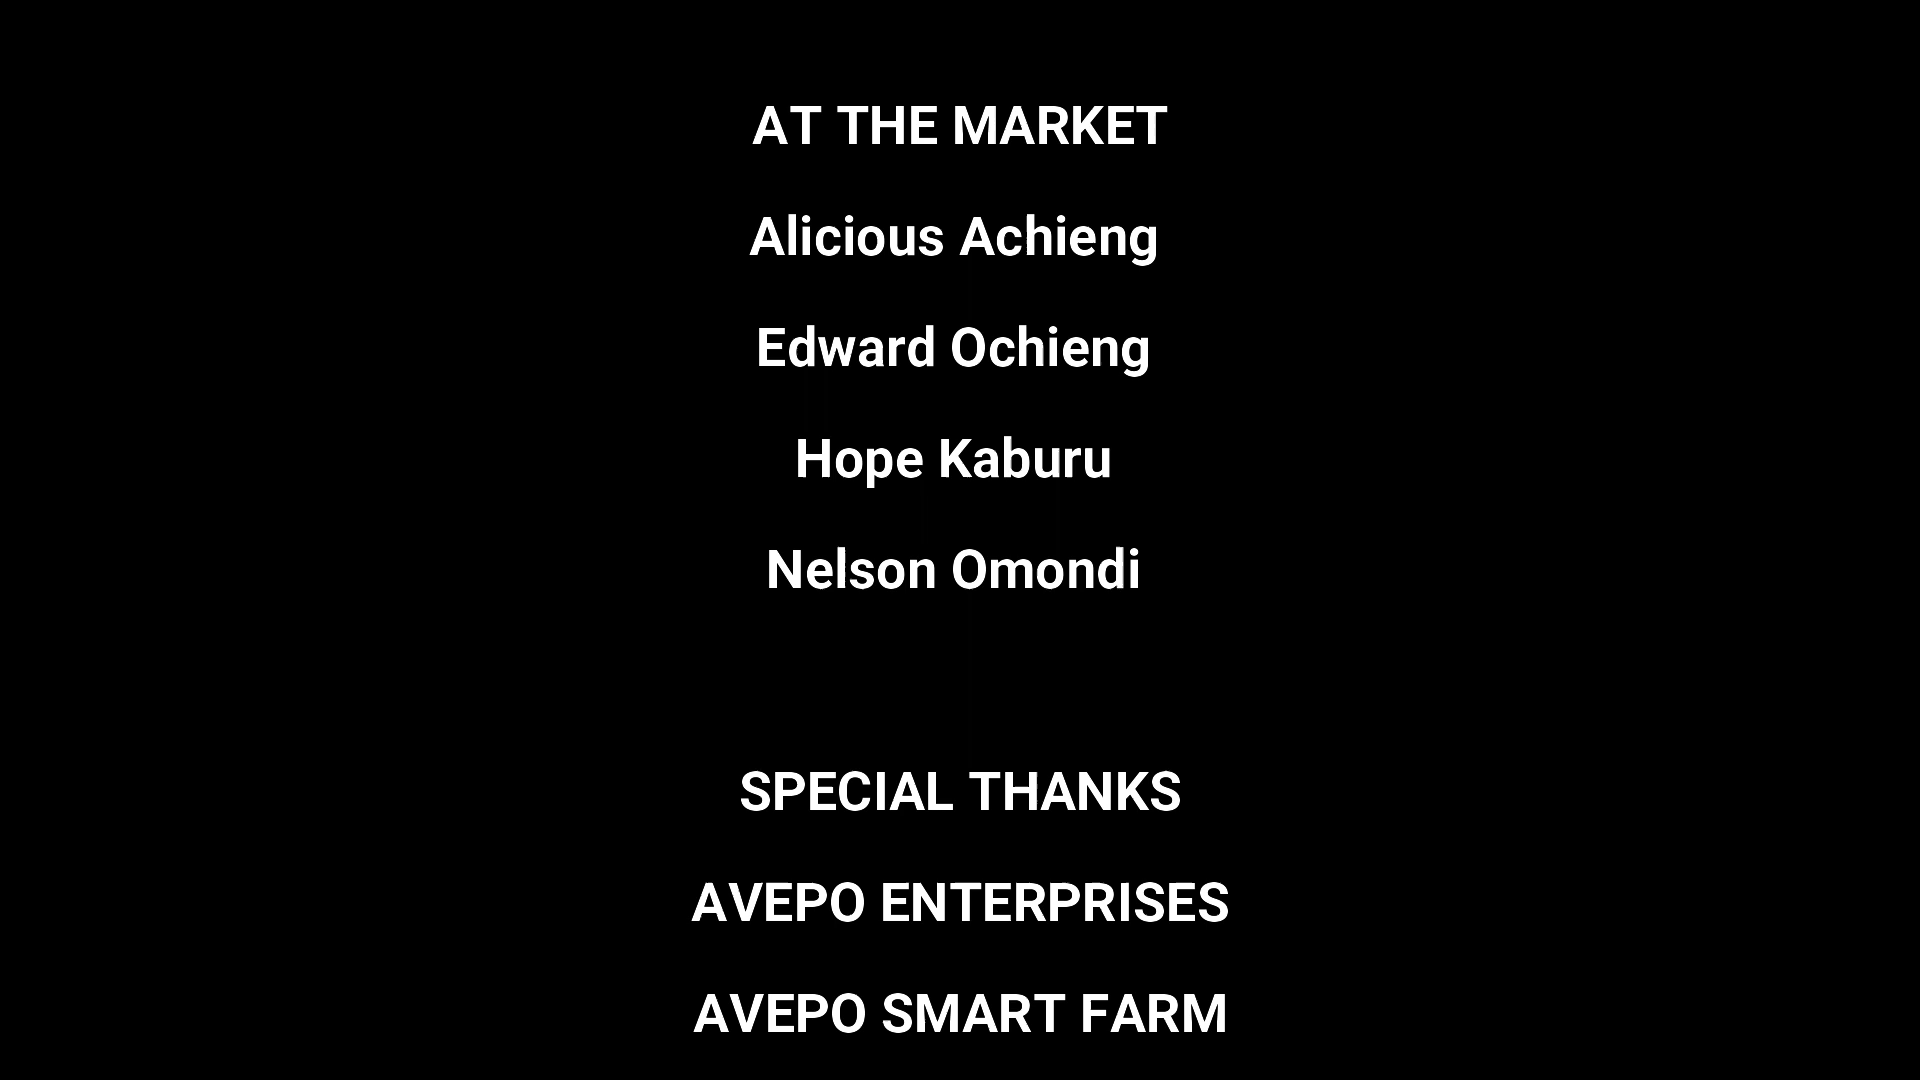 AT THE MARKET
Alicious Achieng
Edward Ochieng
Hope Kaburu
Nelson Omondi
SPECIAL THANKS
AVEPO ENTERPRISES
AVEPO SMART FARM